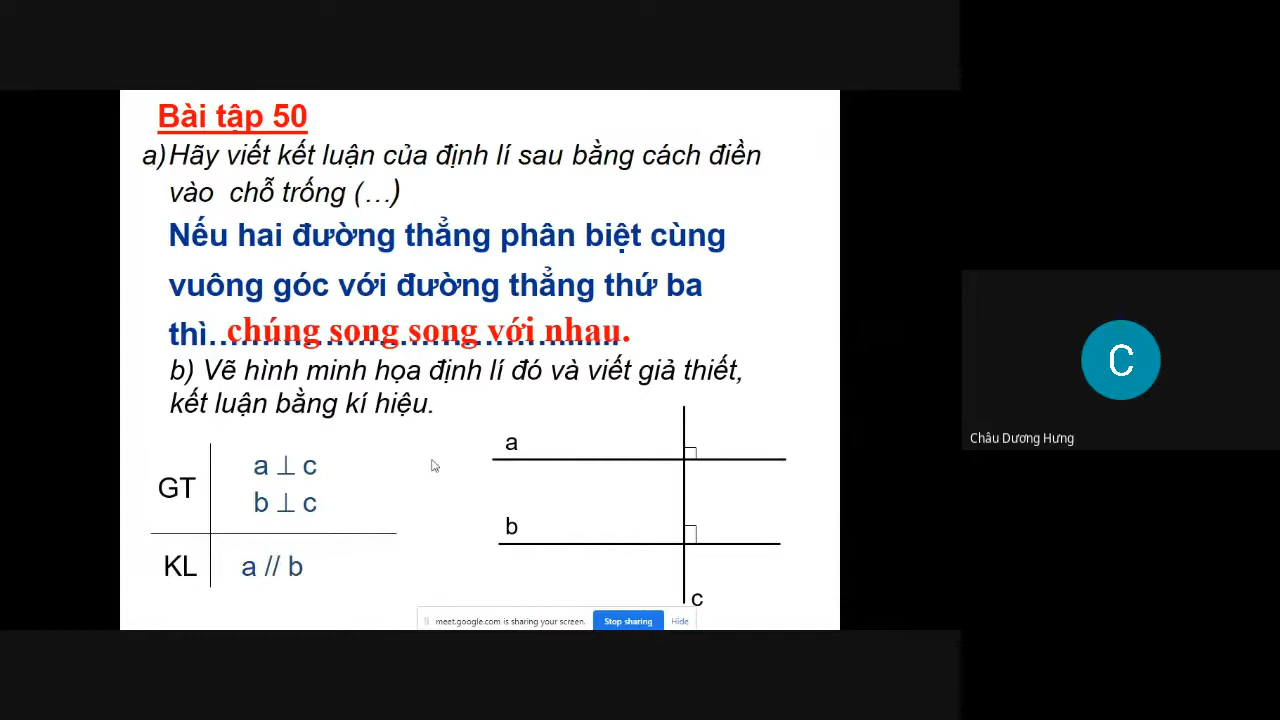 Bài tập 50
a)Hãy viết kết luận của định lí sau bằng cách điền
vào chỗ trống (…)
Nếu hai đường thẳng phân biệt cùng
vuông góc với đường thẳng thứ ba
thì chúng song song với nhau.
b) Vẽ hình minh họa định lí đó và viết giả thiết,
kết luận bằng kí hiệu.
GT
a ⊥ c
b ⊥ c
KL
a // b
a
b
c
meet.google.com is sharing your screen.
Stop sharing
Hide
C
Châu Dương Hưng